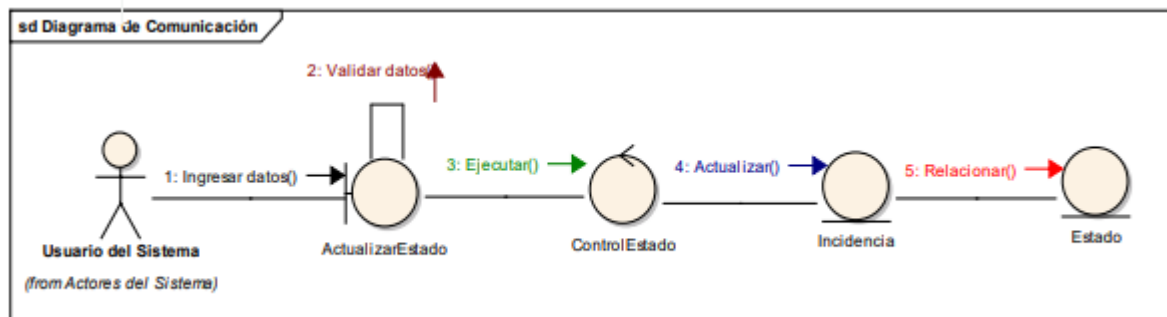 sd Diagrama de Comunicación
2: Validar datos()
1: Ingresar datos()
3: Ejecutar()
4: Actualizar()
5: Relacionar()
Usuario del Sistema
ActualizarEstado
ControlEstado
Incidencia
Estado
(from Actores del Sistema)